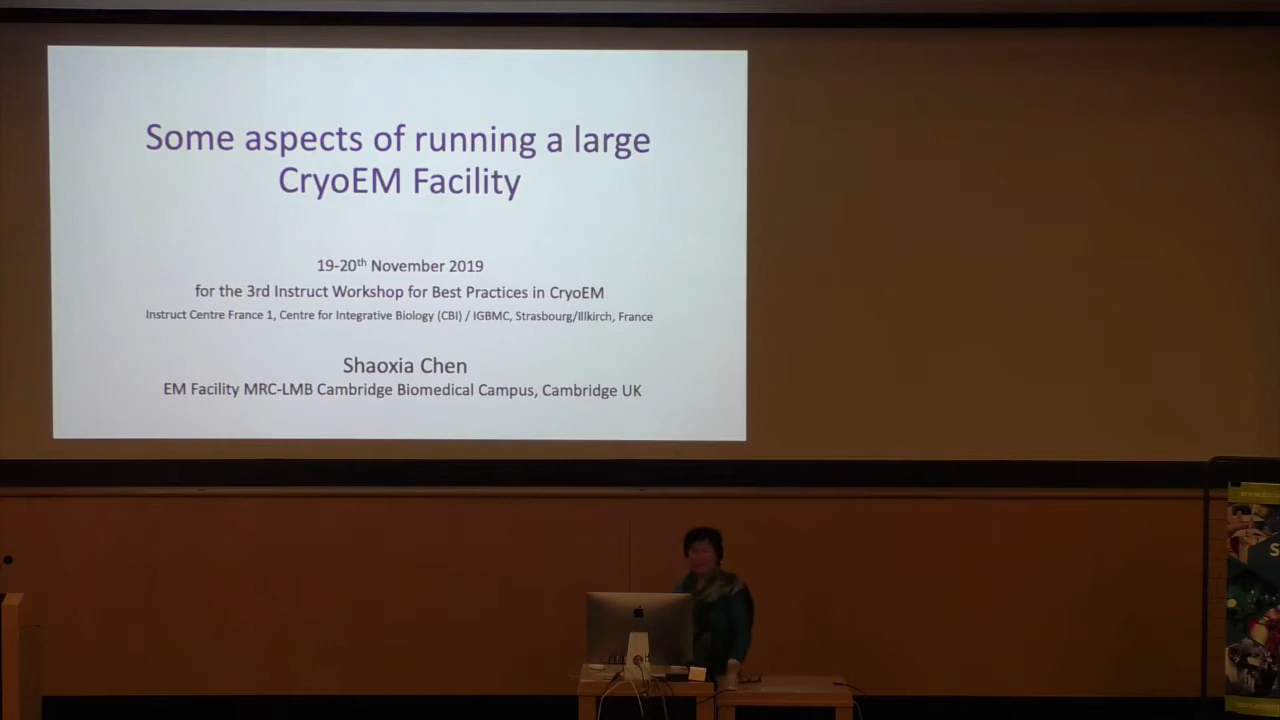 Some aspects of running a large
CryoEM Facility
19-20th November 2019
for the 3rd Instruct Workshop for Best Practices in CryoEM
Instruct Centre France 1, Centre for Integrative Biology (CBI) / IGBMC, Strasbourg/Illkirch, France
Shaoxia Chen
EM Facility MRC-LMB Cambridge Biomedical Campus, Cambridge UK